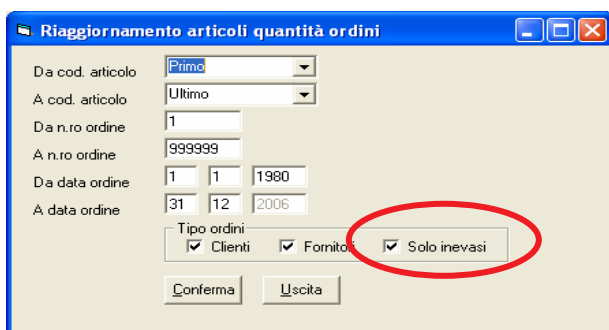 Riaggiornamento articoli quantità ordini
Da cod. articolo Primo
A cod. articolo Ultimo
Da n.ro ordine 1
A n.ro ordine 999999
Da data ordine 1 1 1980
A data ordine 31 12 2006
Tipo ordini
Clienti Fornitori Solo inevasi
Conferma Uscita